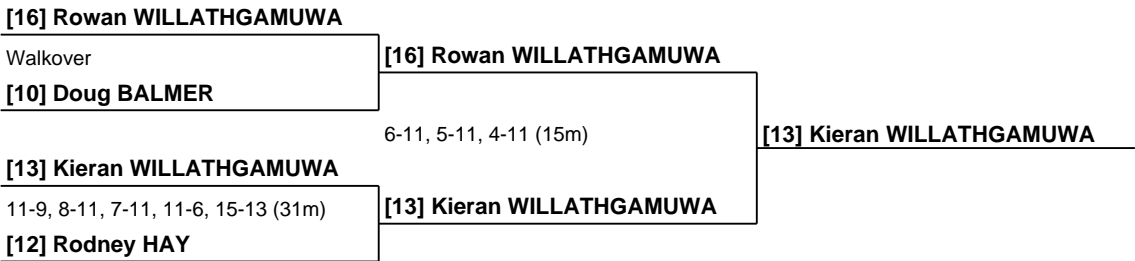 [16] Rowan WILLATHGAMUWA
Walkover
[10] Doug BALMER
[16] Rowan WILLATHGAMUWA
6-11, 5-11, 4-11 (15m)
[13] Kieran WILLATHGAMUWA
[13] Kieran WILLATHGAMUWA
11-9, 8-11, 7-11, 11-6, 15-13 (31m)
[12] Rodney HAY
[13] Kieran WILLATHGAMUWA